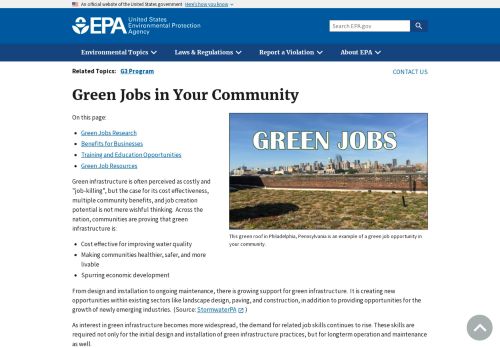 An official website of the United States government Here's how you know
EPA United States
Environmental Protection
Agency
Search EPA.gov
Environmental Topics
Laws & Regulations
Report a Violation
About EPA
Related Topics: G3 Program
CONTACT US
Green Jobs in Your Community
On this page:
Green Jobs Research
Benefits for Businesses
Training and Education Opportunities
Green Job Resources
GREEN JOBS
This green roof in Philadelphia, Pennsylvania is an example of a green job opportunity in
your community.
Green infrastructure is often perceived as costly and
"job-killing", but the case for its cost effectiveness,
multiple community benefits, and job creation
potential is not mere wishful thinking. Across the
nation, communities are proving that green
infrastructure is:
Cost effective for improving water quality
Making communities healthier, safer, and more
livable
Spurring economic development
From design and installation to ongoing maintenance, there is growing support for green infrastructure. It is creating new
opportunities within existing sectors like landscape design, paving, and construction, in addition to providing opportunities for the
growth of newly emerging industries. (Source: StormwaterPA )
As interest in green infrastructure becomes more widespread, the demand for related job skills continues to rise. These skills are
required not only for the initial design and installation of green infrastructure practices, but for longterm operation and maintenance
as well.